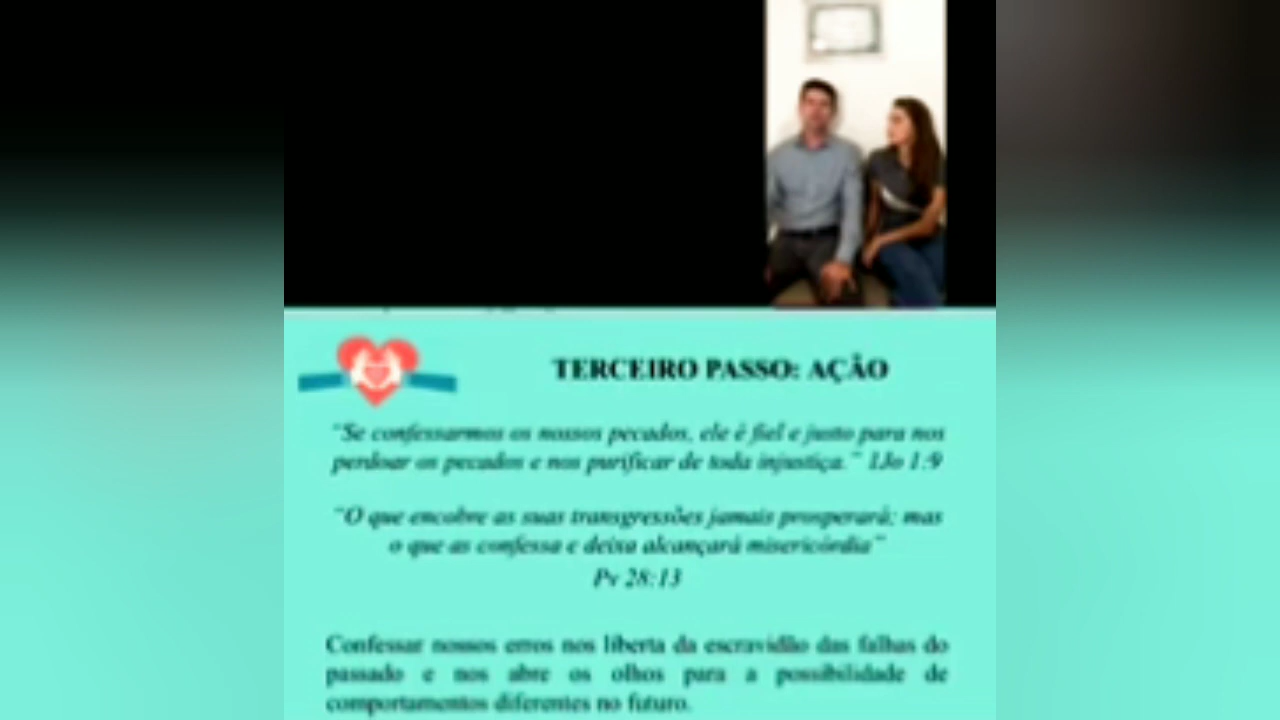 TERCEIRO PASSO: AÇÃO
"Se confessarmos os nossos pecados, ele é fiel e justo para nos
perdoar os pecados e nos purificar de toda injustiça." 1Jo 1:9
"O que encobre as suas transgressões jamais prosperará; mas
o que as confessa e deixa alcançará misericórdia"
Pv 28:13
Confessar nossos erros nos liberta da escravidão das falhas do
passado e nos abre os olhos para a possibilidade de
comportamentos diferentes no futuro.